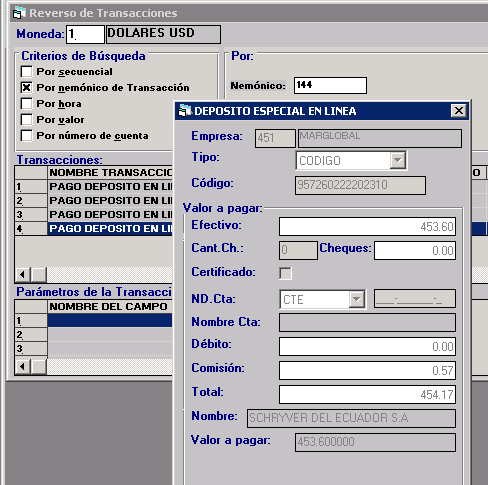 Reverso de Transacciones
Moneda: 1 DOLARES USD
Criterios de Búsqueda
Por secuencial
Por nemónico de Transacción
Por hora
Por valor
Por número de cuenta
Por:
Nemónico: 144
Transacciones:
NOMBRE TRANSACCIO
1 PAGO DEPOSITO EN LIN
2 PAGO DEPOSITO EN LIN
3 PAGO DEPOSITO EN LIN
4 PAGO DEPOSITO EN LIN
Parámetros de la Transacci
NOMBRE DEL CAMPO
1
2
3
DEPOSITO ESPECIAL EN LINEA
Empresa: 451 MARGLOBAL
Tipo: CODIGO
Código: 957260222202310
Valor a pagar:
Efectivo: 453.60
Cant.Ch.: 0 Cheques: 0.00
Certificado:
ND.Cta: CTE
Nombre Cta:
Débito: 0.00
Comisión: 0.57
Total: 454.17
Nombre: SCHRYVER DEL ECUADOR S.A
Valor a pagar: 453.600000